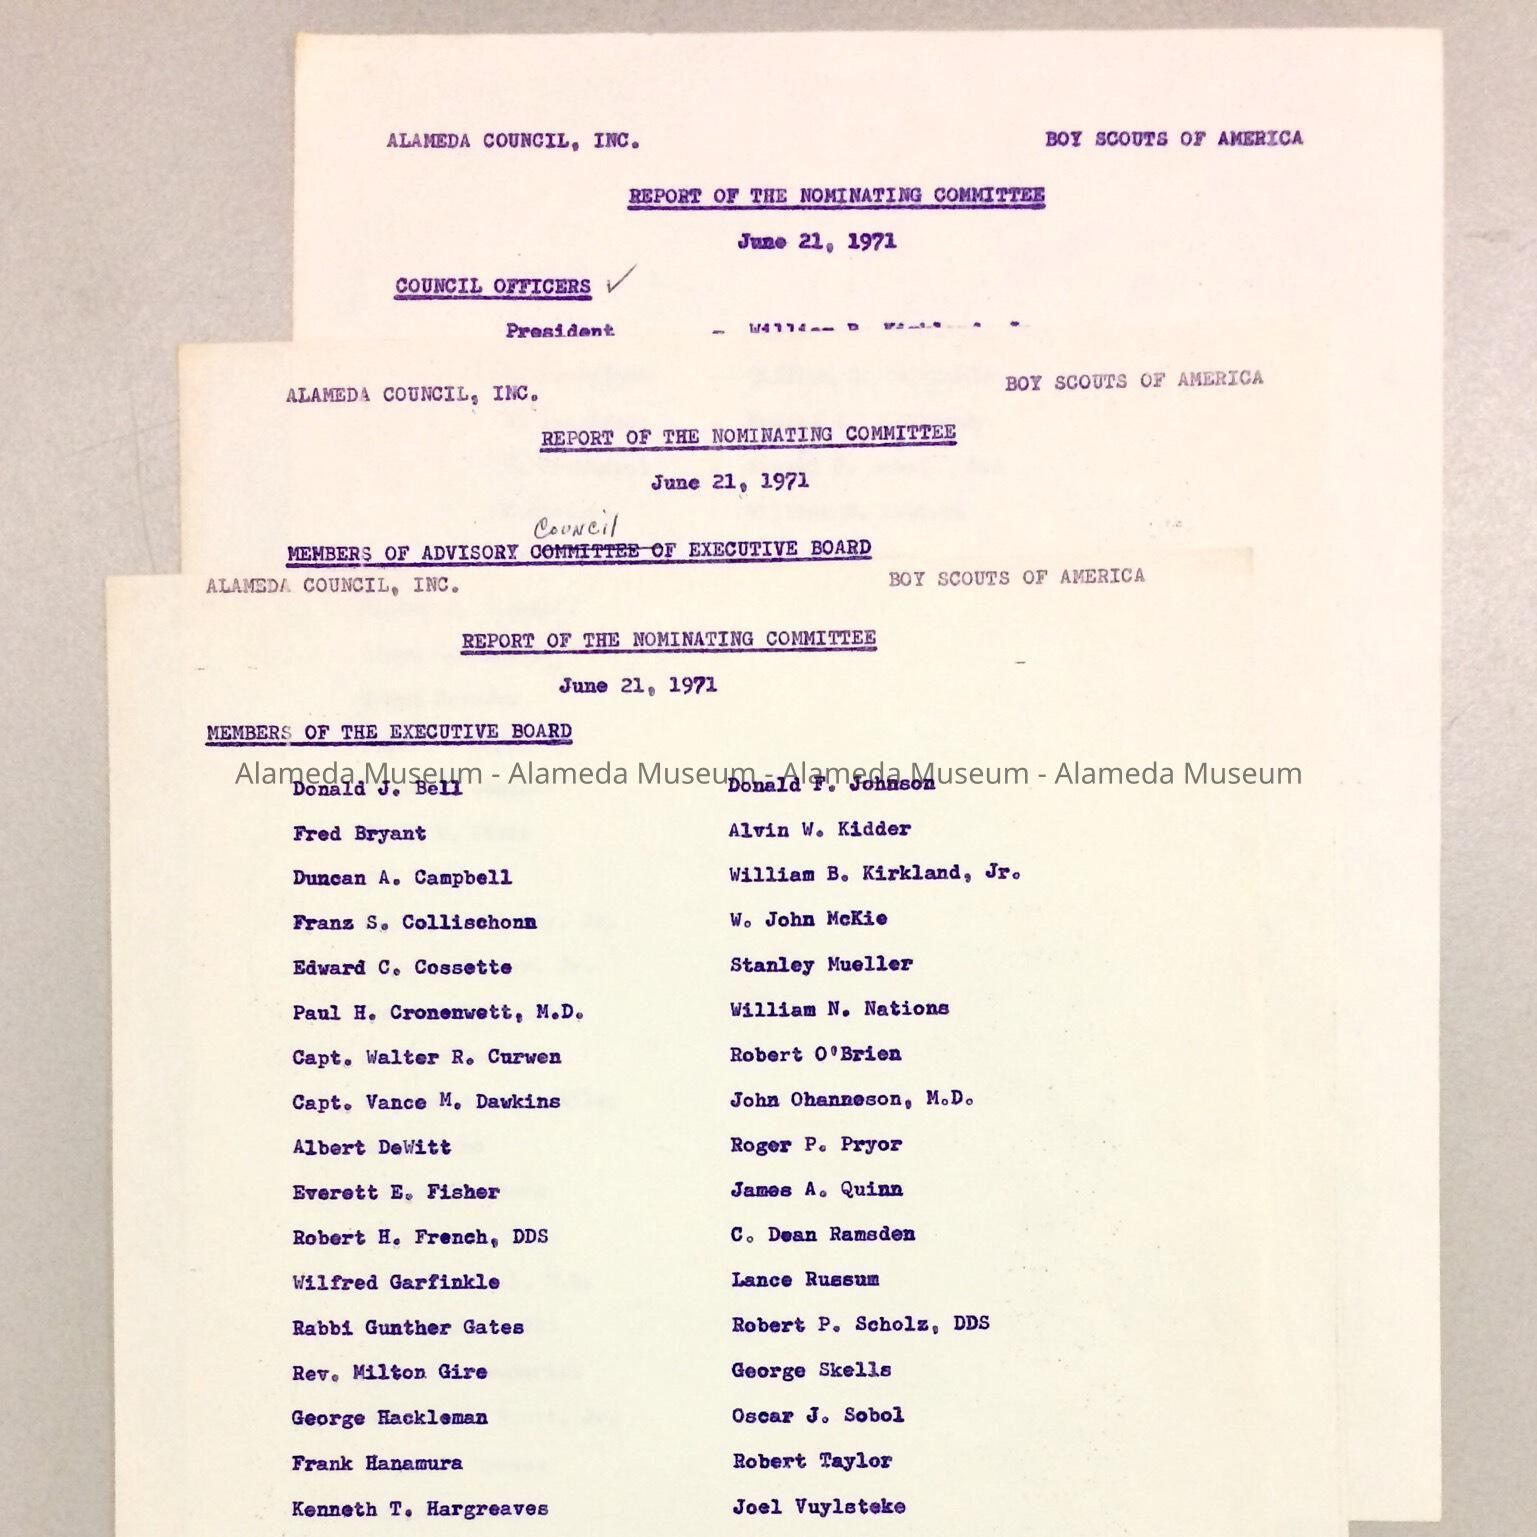 ALAMEDA COUNCIL, INC. BOY SCOUTS OF AMERICA
REPORT OF THE NOMINATING COMMITTEE
June 21, 1971
COUNCIL OFFICERS ✓
President - William B.
ALAMEDA COUNCIL, INC. BOY SCOUTS OF AMERICA
REPORT OF THE NOMINATING COMMITTEE
June 21, 1971
Council
MEMBERS OF ADVISORY COMMITTEE OF EXECUTIVE BOARD
ALAMEDA COUNCIL, INC. BOY SCOUTS OF AMERICA
REPORT OF THE NOMINATING COMMITTEE
June 21, 1971
MEMBERS OF THE EXECUTIVE BOARD
Alameda Museum - Alameda Museum - Alameda Museum - Alameda Museum
Donald J. Bell
Fred Bryant
Duncan A. Campbell
Franz S. Collischonn
Edward C. Cossette
Paul H. Cronenwett, M.D.
Capt. Walter R. Curwen
Capt. Vance M. Dawkins
Albert DeWitt
Everett E. Fisher
Robert H. French, DDS
Wilfred Garfinkle
Rabbi Gunther Gates
Rev. Milton Gire
George Hackleman
Frank Hanamura
Kenneth T. Hargreaves
Donald F. Johnson
Alvin W. Kidder
William B. Kirkland, Jr.
W. John McKie
Stanley Mueller
William N. Nations
Robert O'Brien
John Ohanneson, M.D.
Roger P. Pryor
James A. Quinn
C. Dean Ramsden
Lance Russum
Robert P. Scholz, DDS
George Skells
Oscar J. Sobol
Robert Taylor
Joel Vuylsteke